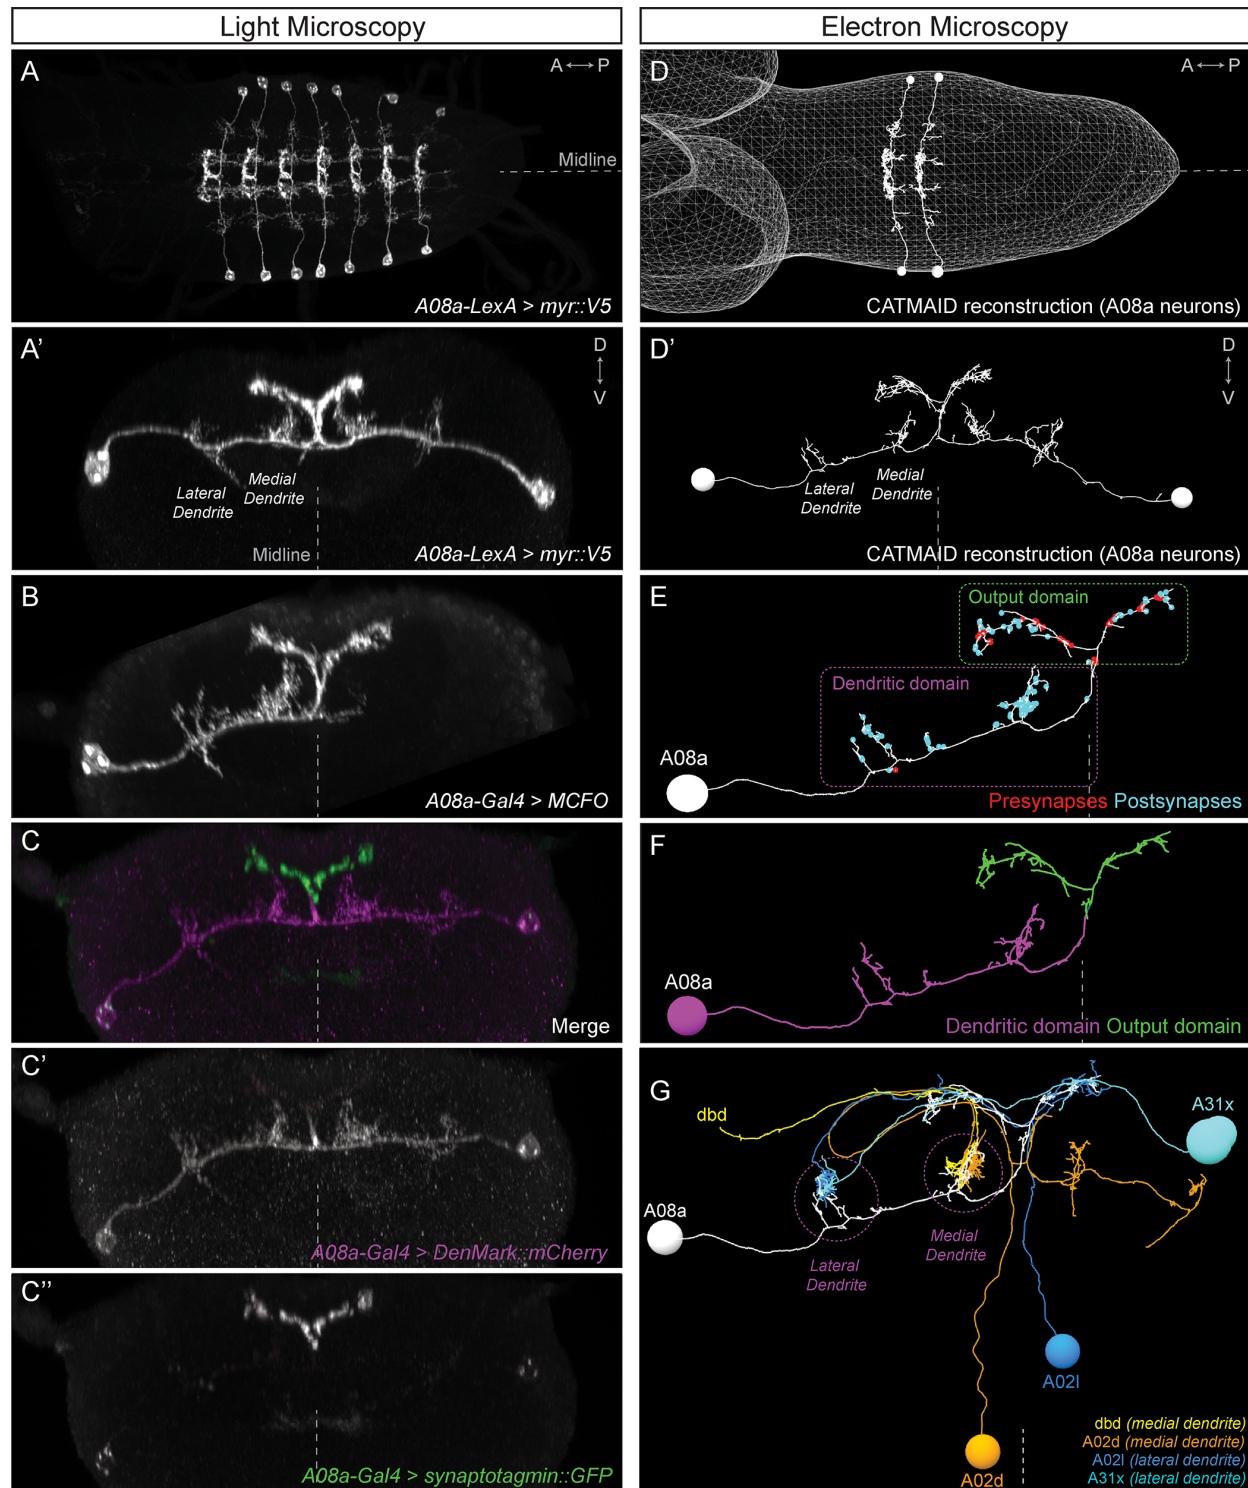 Light Microscopy
A
A ↔ P
Midline
A08a-LexA > myr::V5
A'
D
V
Lateral
Dendrite
Medial
Dendrite
Midline
A08a-LexA > myr::V5
B
A08a-Gal4 > MCFO
C
Merge
C'
A08a-Gal4 > DenMark::mCherry
C''
A08a-Gal4 > synaptotagmin::GFP
Electron Microscopy
D
A ↔ P
CATMAID reconstruction (A08a neurons)
D'
D
V
Lateral
Dendrite
Medial
Dendrite
CATMAID reconstruction (A08a neurons)
E
Output domain
Dendritic domain
A08a
Presynapses Postsynapses
F
A08a
Dendritic domain Output domain
G
dbd
A31x
A08a
Lateral
Dendrite
Medial
Dendrite
A02l
A02d
dbd (medial dendrite)
A02d (medial dendrite)
A02l (lateral dendrite)
A31x (lateral dendrite)